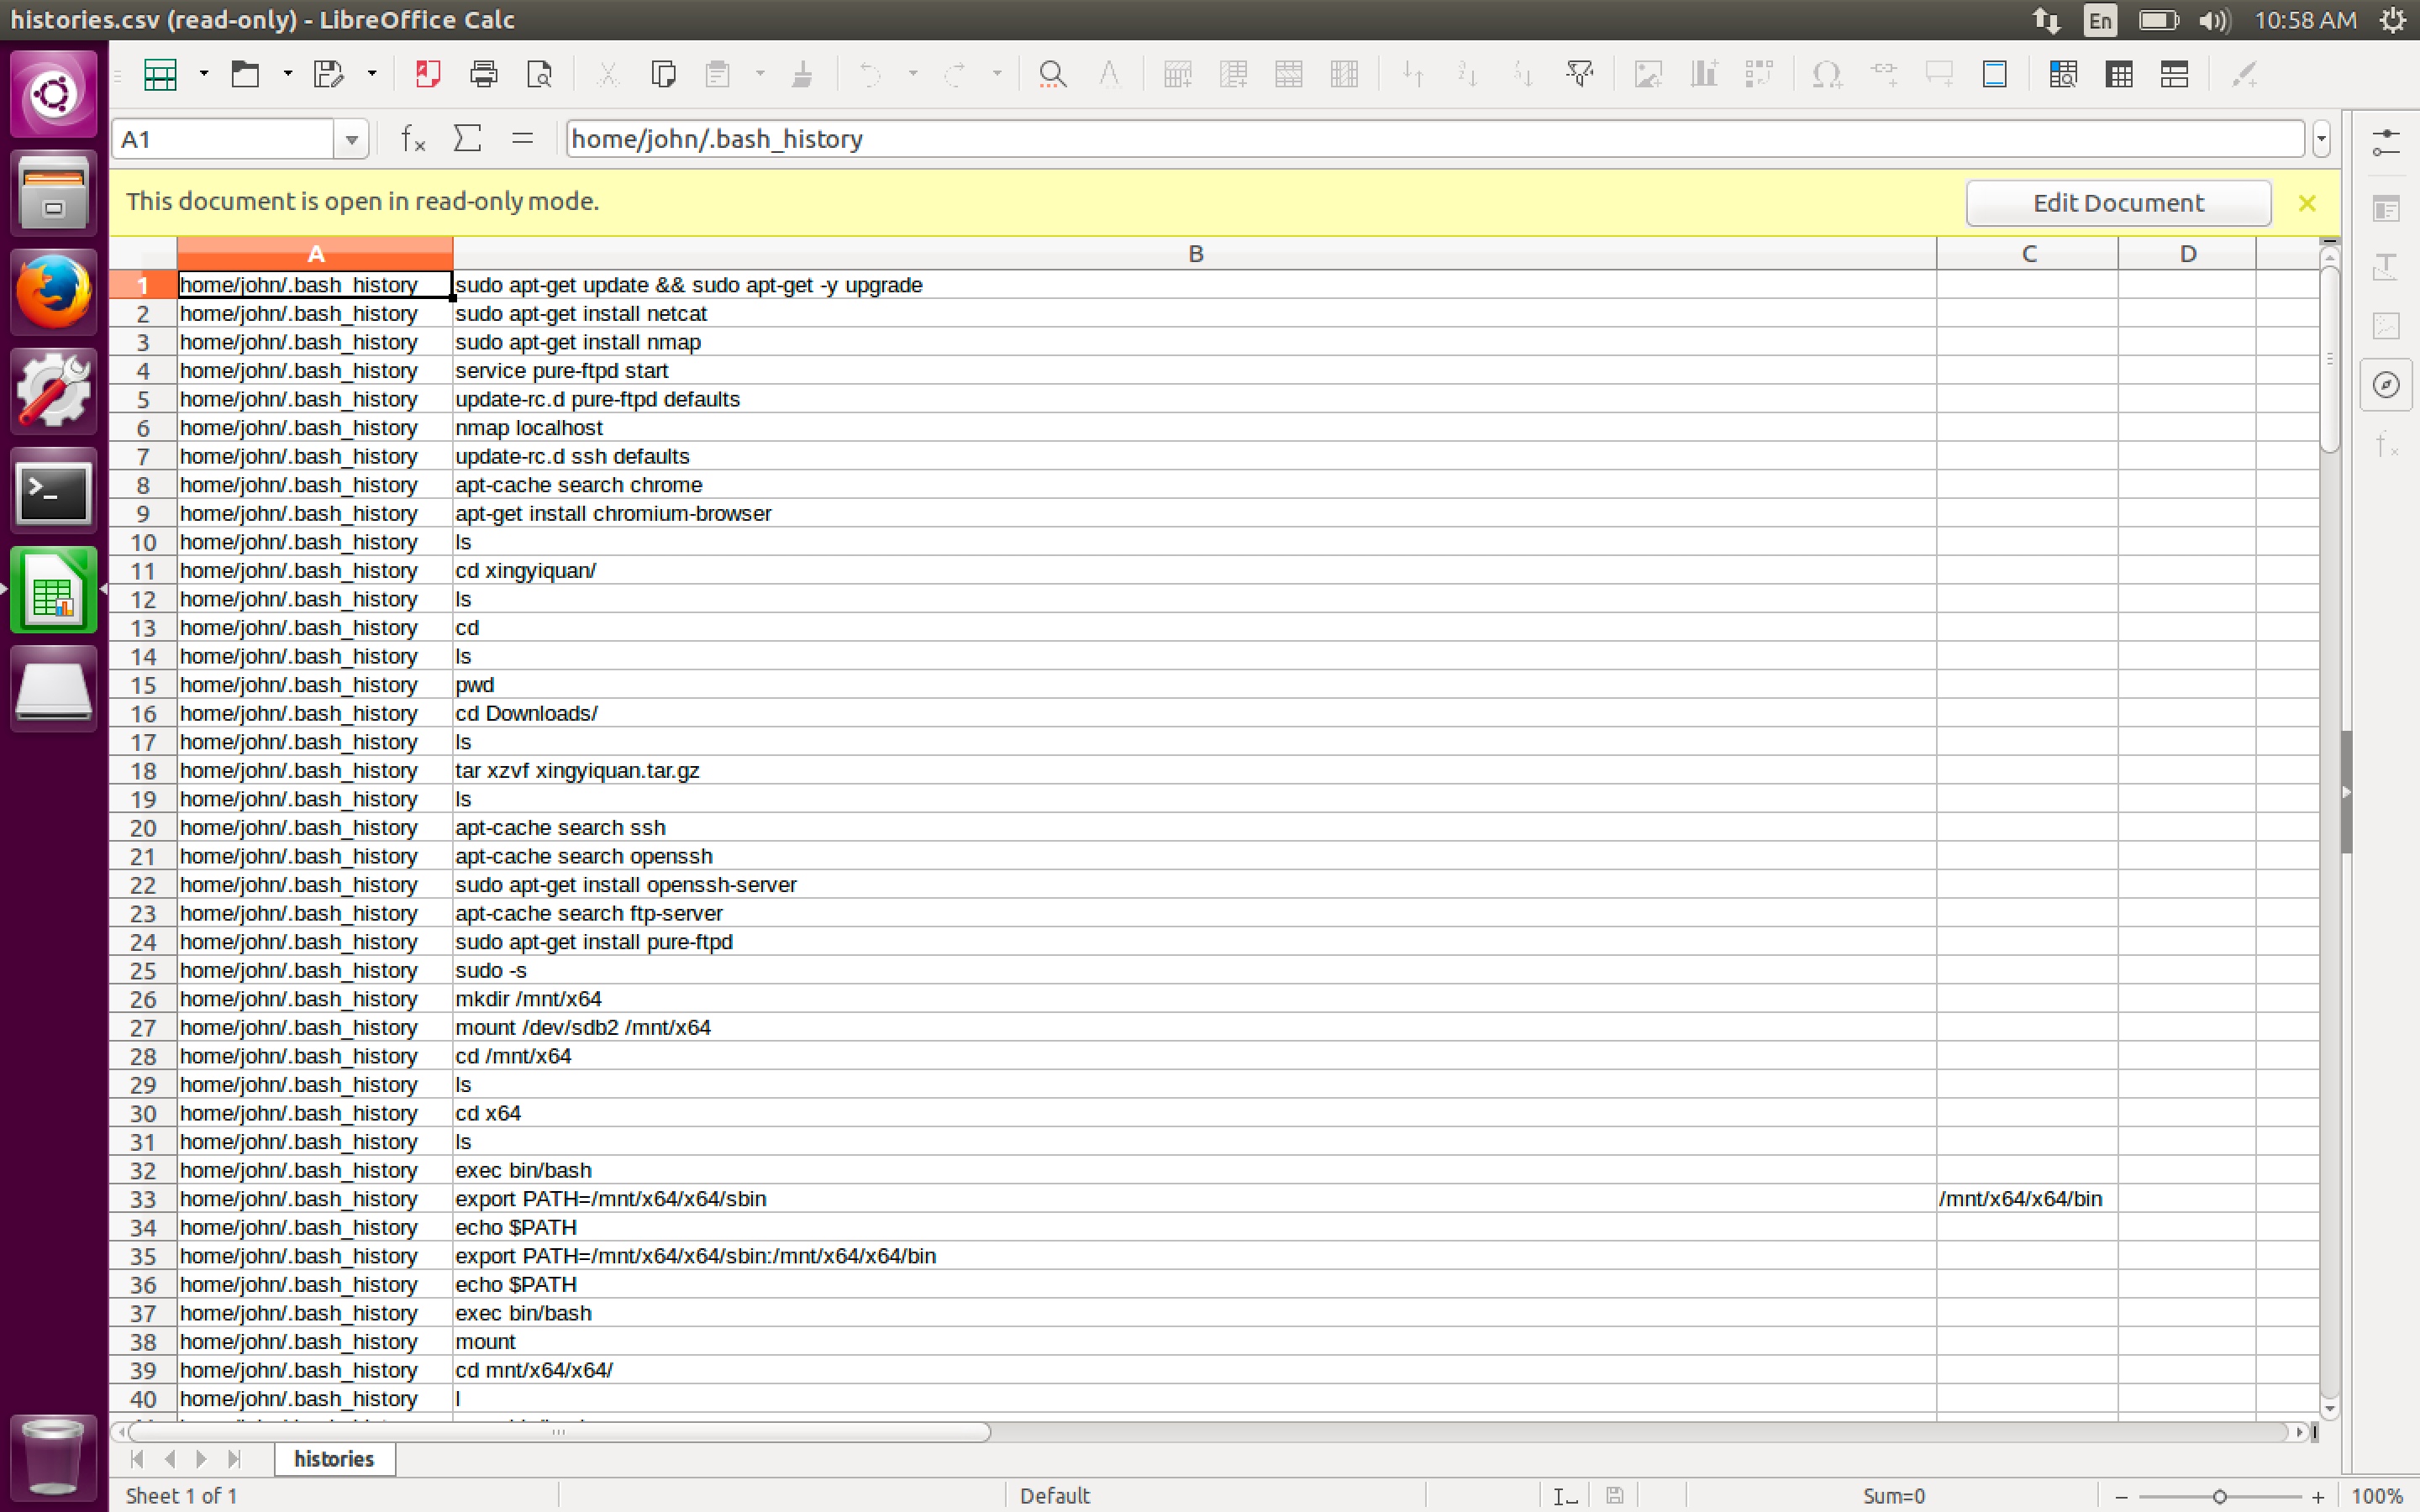 histories.csv (read-only) - LibreOffice Calc
En
10:58 AM
A1
home/john/.bash_history
This document is open in read-only mode.
Edit Document
A B C D
1 home/john/.bash_history sudo apt-get update && sudo apt-get -y upgrade
2 home/john/.bash_history sudo apt-get install netcat
3 home/john/.bash_history sudo apt-get install nmap
4 home/john/.bash_history service pure-ftpd start
5 home/john/.bash_history update-rc.d pure-ftpd defaults
6 home/john/.bash_history nmap localhost
7 home/john/.bash_history update-rc.d ssh defaults
8 home/john/.bash_history apt-cache search chrome
9 home/john/.bash_history apt-get install chromium-browser
10 home/john/.bash_history ls
11 home/john/.bash_history cd xingyiquan/
12 home/john/.bash_history ls
13 home/john/.bash_history cd
14 home/john/.bash_history ls
15 home/john/.bash_history pwd
16 home/john/.bash_history cd Downloads/
17 home/john/.bash_history ls
18 home/john/.bash_history tar xzvf xingyiquan.tar.gz
19 home/john/.bash_history ls
20 home/john/.bash_history apt-cache search ssh
21 home/john/.bash_history apt-cache search openssh
22 home/john/.bash_history sudo apt-get install openssh-server
23 home/john/.bash_history apt-cache search ftp-server
24 home/john/.bash_history sudo apt-get install pure-ftpd
25 home/john/.bash_history sudo -s
26 home/john/.bash_history mkdir /mnt/x64
27 home/john/.bash_history mount /dev/sdb2 /mnt/x64
28 home/john/.bash_history cd /mnt/x64
29 home/john/.bash_history ls
30 home/john/.bash_history cd x64
31 home/john/.bash_history ls
32 home/john/.bash_history exec bin/bash
33 home/john/.bash_history export PATH=/mnt/x64/x64/sbin /mnt/x64/x64/bin
34 home/john/.bash_history echo $PATH
35 home/john/.bash_history export PATH=/mnt/x64/x64/sbin:/mnt/x64/x64/bin
36 home/john/.bash_history echo $PATH
37 home/john/.bash_history exec bin/bash
38 home/john/.bash_history mount
39 home/john/.bash_history cd mnt/x64/x64/
40 home/john/.bash_history l
histories
Sheet 1 of 1 Default Sum=0 100%